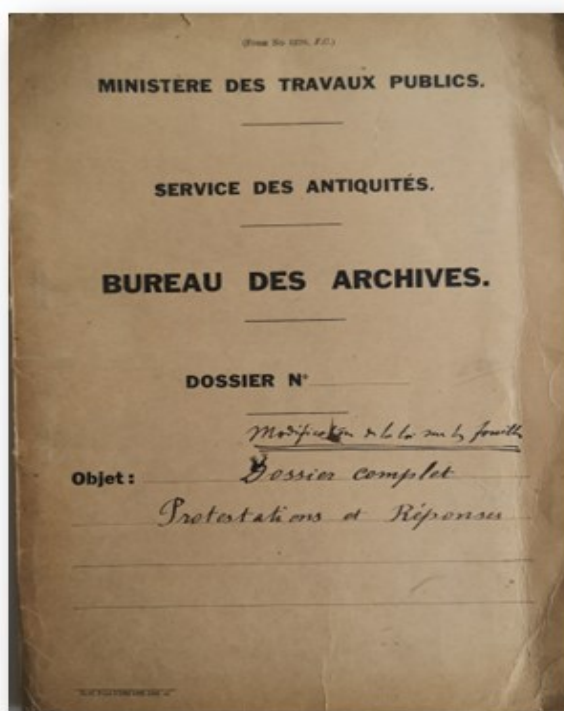 MINISTÈRE DES TRAVAUX PUBLICS.
SERVICE DES ANTIQUITÉS.
BUREAU DES ARCHIVES.
DOSSIER N°
Modification de la loi sur les fouilles
Objet : Dossier complet
Protestations et Réponses